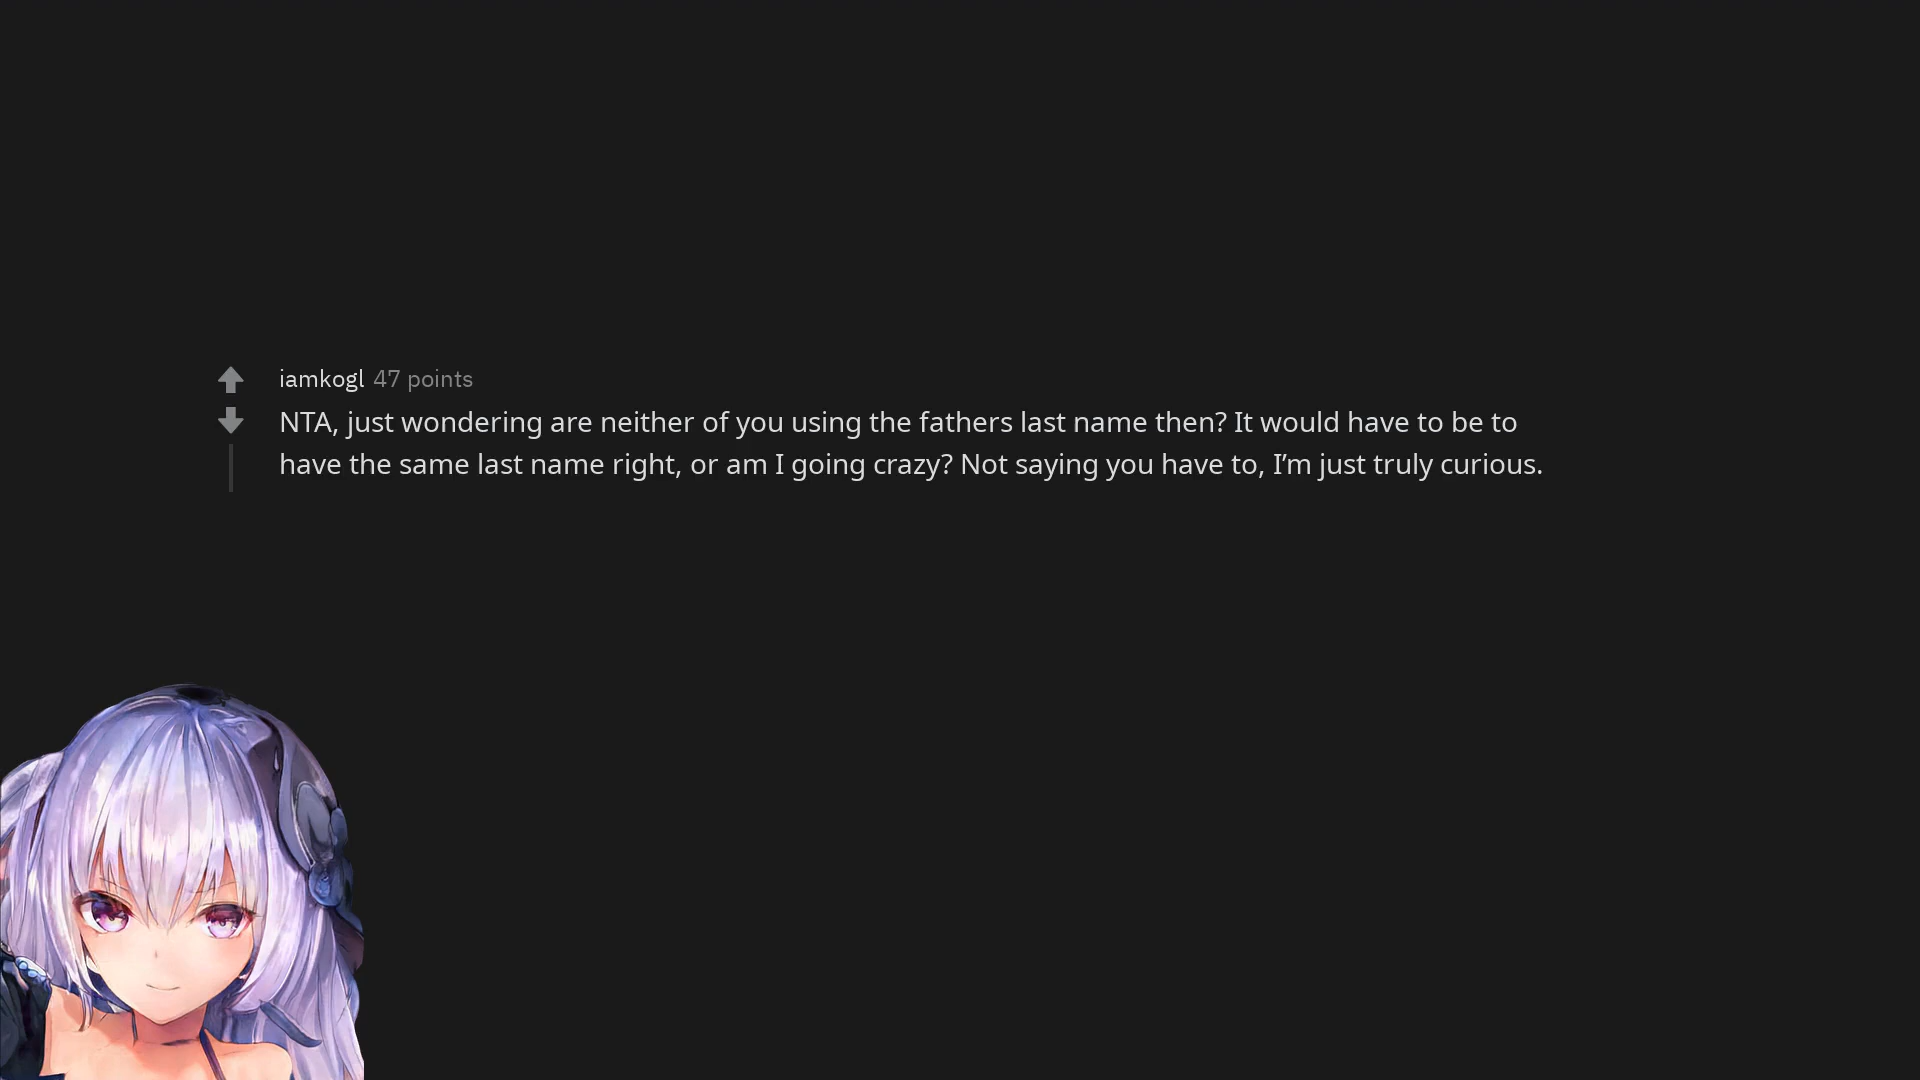 iamkogl 47 points
NTA, just wondering are neither of you using the fathers last name then? It would have to be to
have the same last name right, or am I going crazy? Not saying you have to, I’m just truly curious.